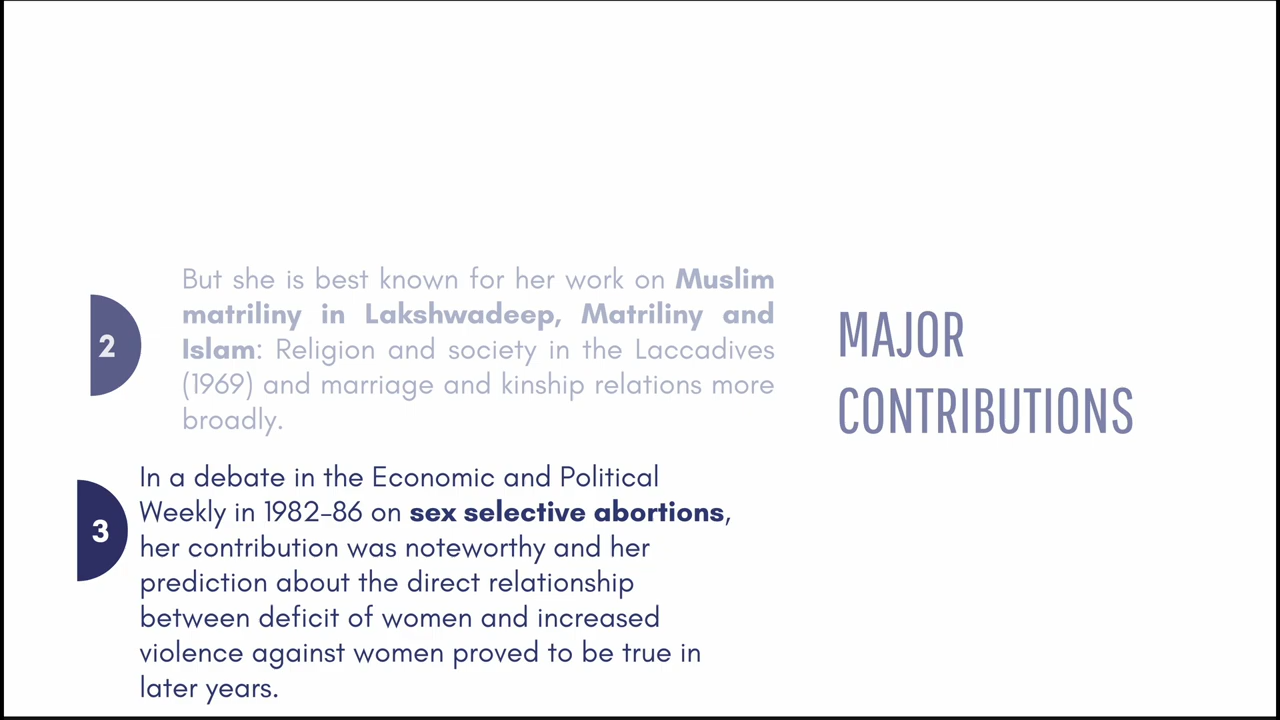 But she is best known for her work on Muslim
matriliny in Lakshwadeep, Matriliny and
Islam: Religion and society in the Laccadives
(1969) and marriage and kinship relations more
broadly.
2
MAJOR
CONTRIBUTIONS
In a debate in the Economic and Political
Weekly in 1982–86 on sex selective abortions,
her contribution was noteworthy and her
prediction about the direct relationship
between deficit of women and increased
violence against women proved to be true in
later years.
3